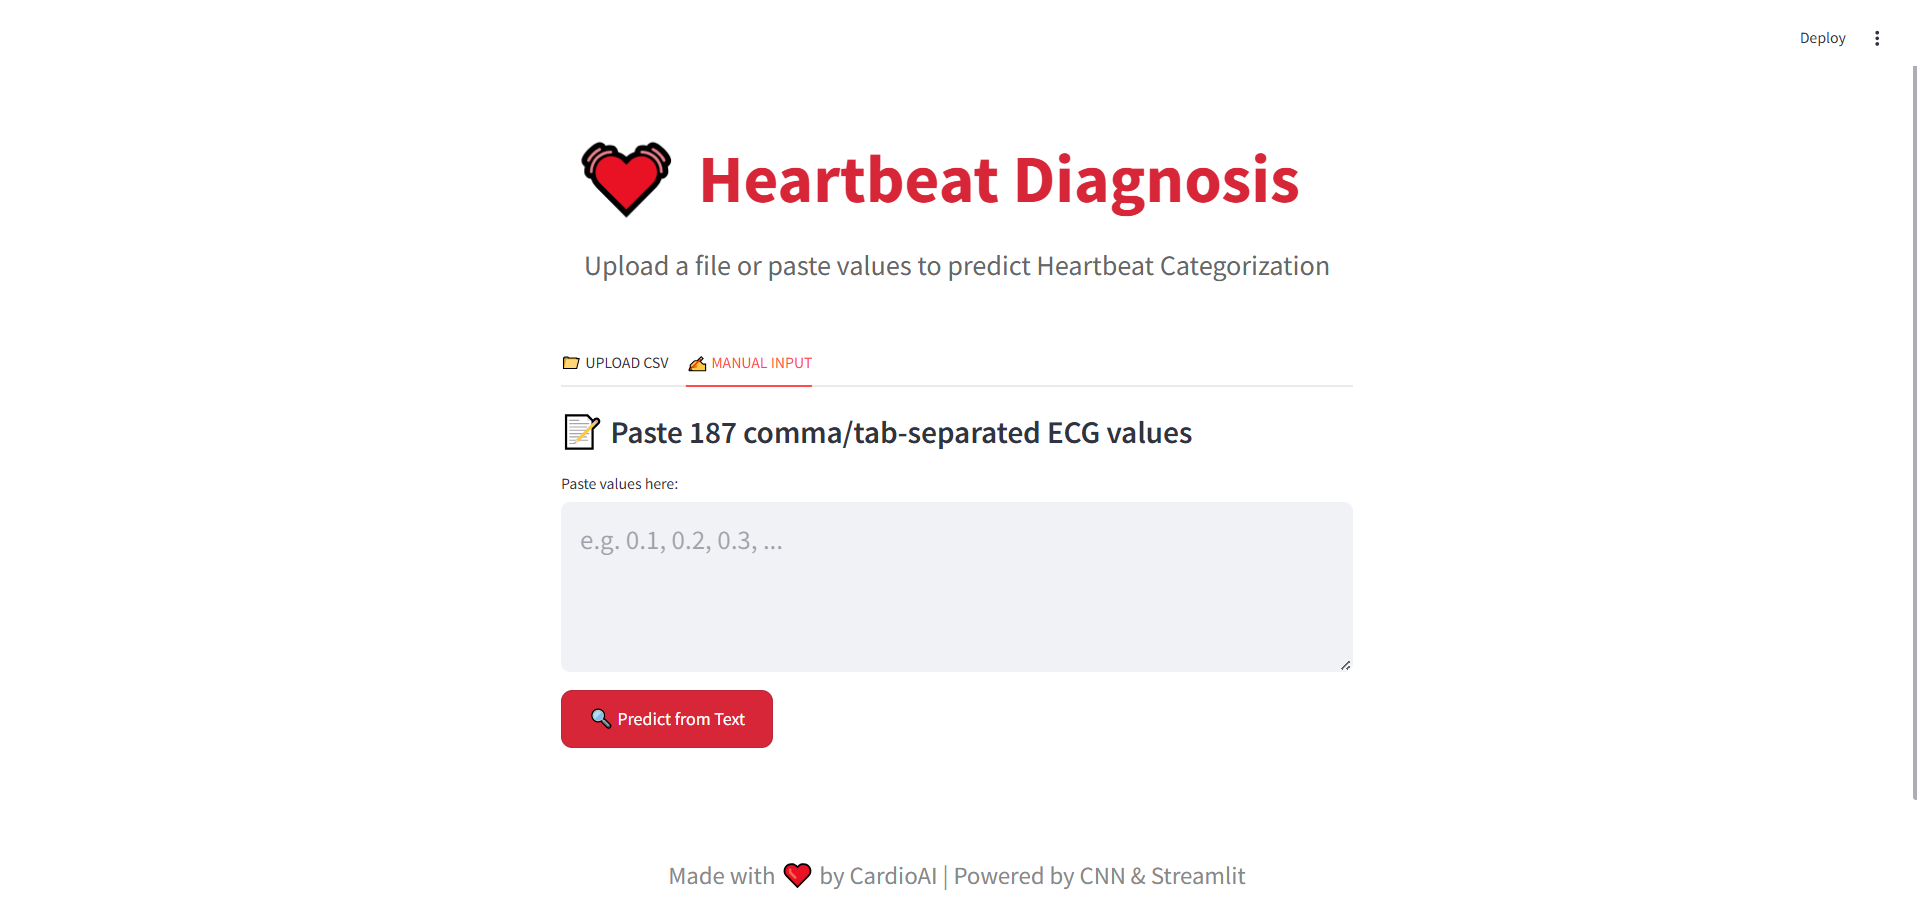 Deploy
Heartbeat Diagnosis
Upload a file or paste values to predict Heartbeat Categorization
UPLOAD CSV
MANUAL INPUT
Paste 187 comma/tab-separated ECG values
Paste values here:
e.g. 0.1, 0.2, 0.3, ...
Predict from Text
Made with ❤️ by CardioAI | Powered by CNN & Streamlit